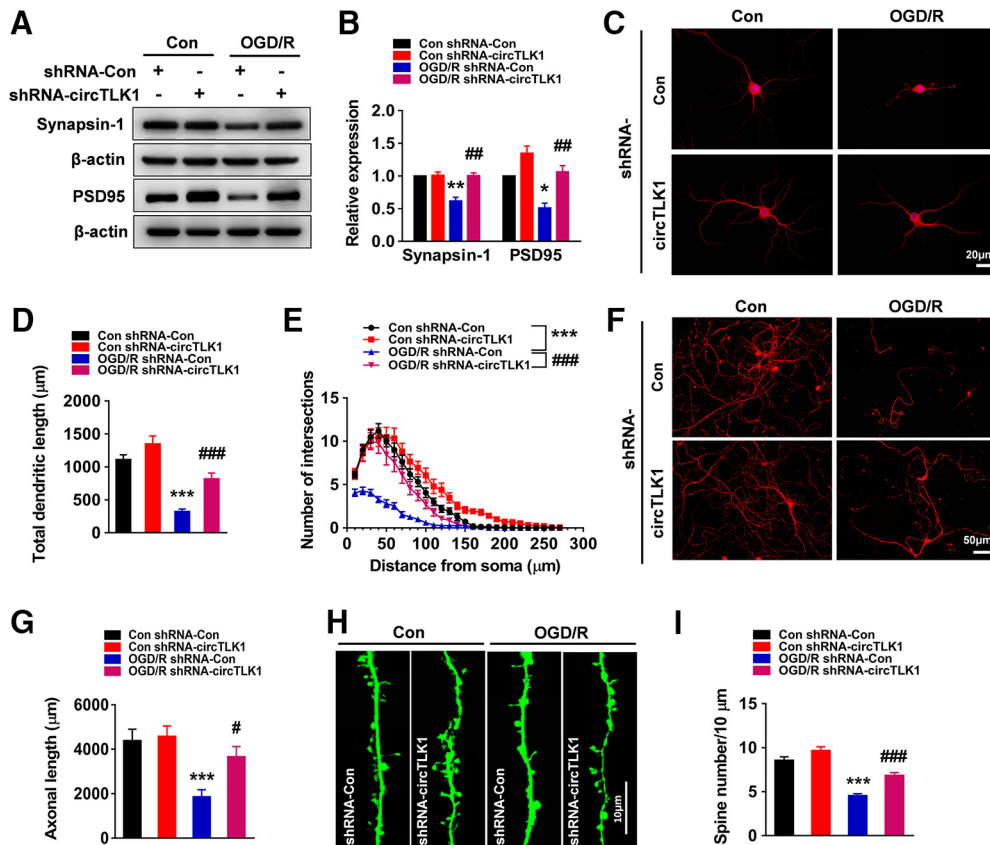 A
Con OGD/R
shRNA-Con + - + -
shRNA-circTLK1 - + - +
Synapsin-1
β-actin
PSD95
β-actin
B
Con shRNA-Con
Con shRNA-circTLK1
OGD/R shRNA-Con
OGD/R shRNA-circTLK1
Relative expression
2.0
1.5
1.0
0.5
0.0
** ## * ##
Synapsin-1 PSD95
C
Con OGD/R
shRNA-
Con
circTLK1
20μm
D
Con shRNA-Con
Con shRNA-circTLK1
OGD/R shRNA-Con
OGD/R shRNA-circTLK1
Total dendritic length (μm)
2000
1500
1000
500
0
*** ###
E
Con shRNA-Con
Con shRNA-circTLK1
OGD/R shRNA-Con
OGD/R shRNA-circTLK1
***
###
Number of intersections
15
10
5
0
0 50 100 150 200 250 300
Distance from soma (μm)
F
Con OGD/R
shRNA-
Con
circTLK1
50μm
G
Con shRNA-Con
Con shRNA-circTLK1
OGD/R shRNA-Con
OGD/R shRNA-circTLK1
Axonal length (μm)
6000
4000
2000
0
*** #
H
Con OGD/R
shRNA-Con
shRNA-circTLK1
shRNA-Con
shRNA-circTLK1
10μm
I
Con shRNA-Con
Con shRNA-circTLK1
OGD/R shRNA-Con
OGD/R shRNA-circTLK1
Spine number/10 μm
15
10
5
0
*** ###